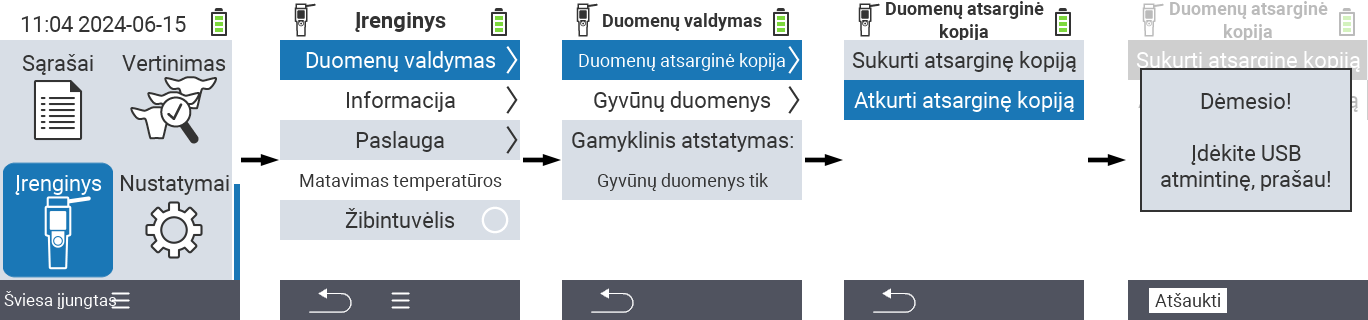 11:04 2024-06-15
Sąrašai
Vertinimas
Įrenginys
Nustatymai
Šviesa įjungtas
Įrenginys
Duomenų valdymas
Informacija
Paslauga
Matavimas temperatūros
Žibintuvėlis
Duomenų valdymas
Duomenų atsarginė kopija
Gyvūnų duomenys
Gamyklinis atstatymas:
Gyvūnų duomenys tik
Duomenų atsarginė
kopija
Sukurti atsarginę kopiją
Atkurti atsarginę kopiją
Duomenų atsarginė
kopija
Sukurti atsarginę kopiją
Dėmesio!
Įdėkite USB
atmintinę, prašau!
Atšaukti